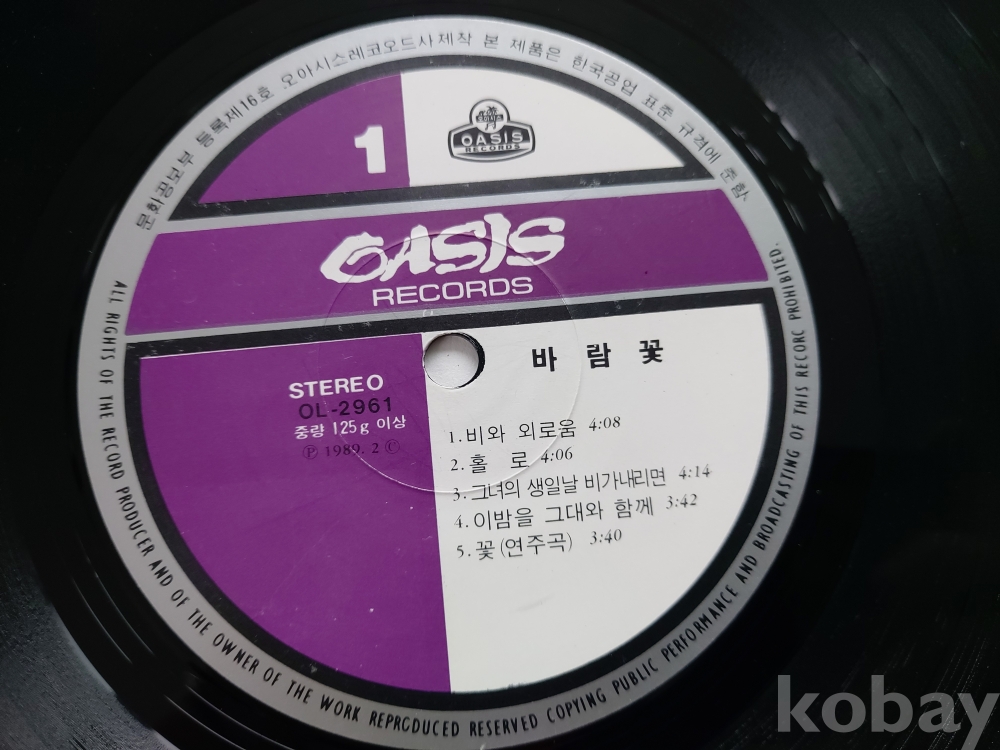 문화공보부 등록제16호 오아시스레코오드사제작 본 제품은 한국공업 표준 규격에 준함
1
오아시스
OASIS
RECORDS
OASIS
RECORDS
바 람 꽃
STEREO
OL-2961
중량 125g 이상
Ⓟ 1989. 2 Ⓒ
1. 비와 외로움 4:08
2. 홀 로 4:06
3. 그녀의 생일날 비가내리면 4:14
4. 이밤을 그대와 함께 3:42
5. 꽃(연주곡) 3:40
ALL RIGHTS OF THE RECORD PRODUCER AND OF THE OWNER OF THE WORK REPRGDUCED RESERVED COPYING PUBLIC PERFORMANCE AND BROADCASTING OF THIS RECORC PROHIBITED.
kobay